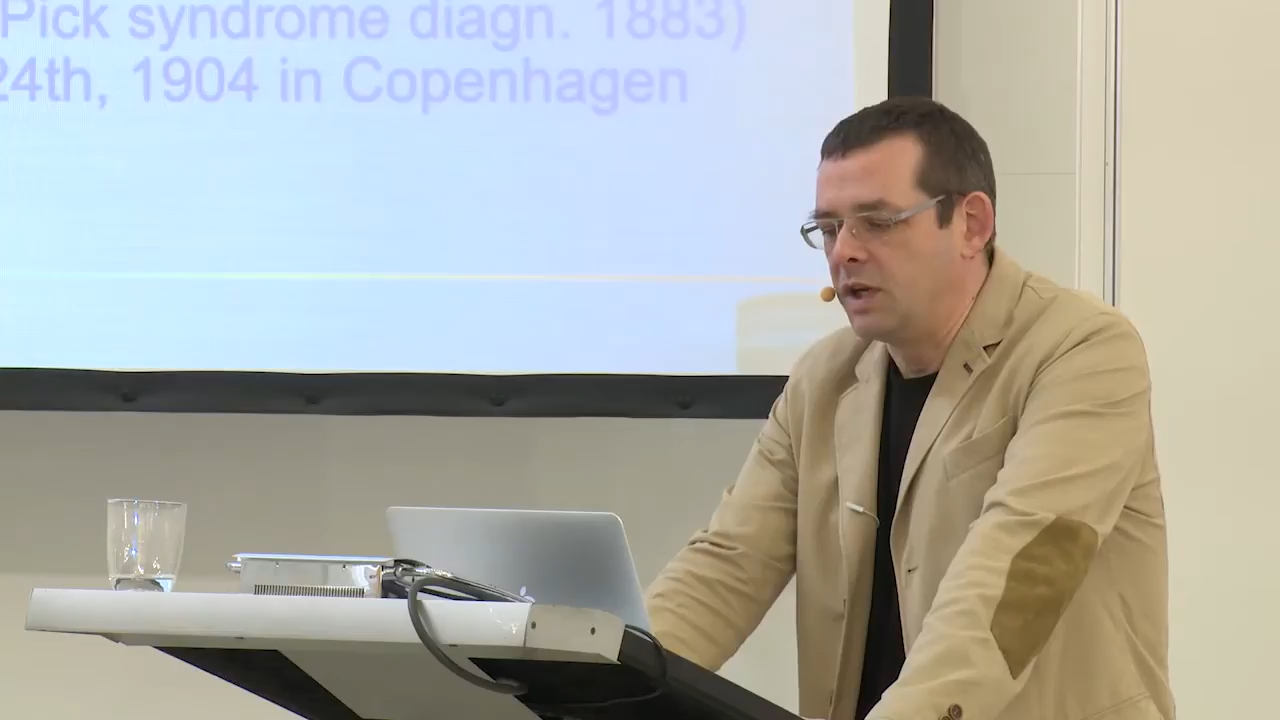 Pick syndrome diagn. 1883)
24th, 1904 in Copenhagen